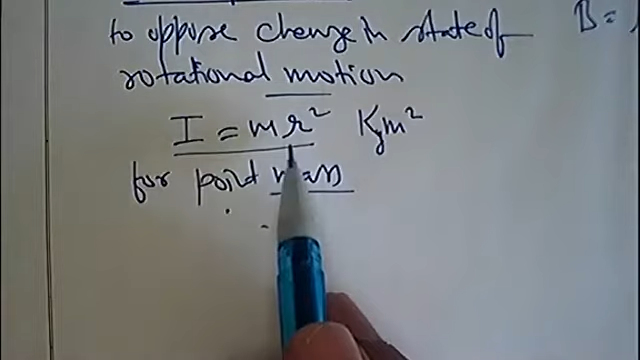 to oppose change in state of
rotational motion
I = mr² Kgm²
for point mass
B =